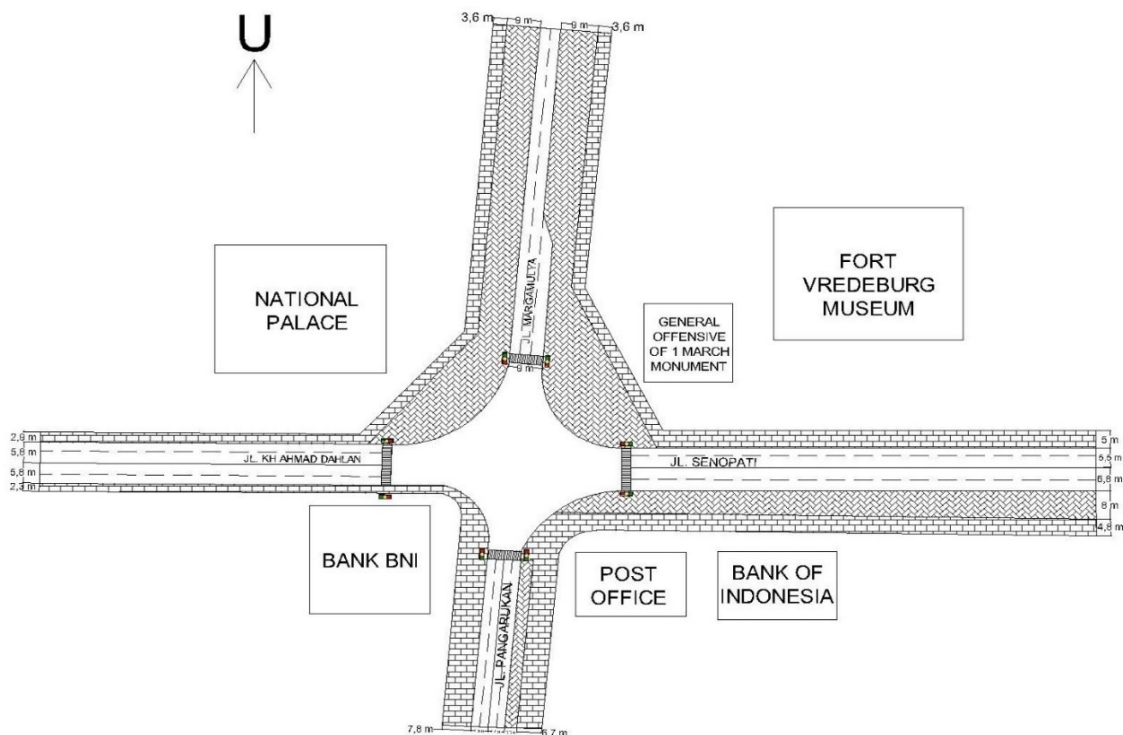 3,6 m
9 m
9 m
3,6 m
U
JL. MARGAMULYA
FORT
VREDEBURG
MUSEUM
NATIONAL
PALACE
GENERAL
OFFENSIVE
OF 1 MARCH
MONUMENT
9 m
2,9 m
5,8 m
5,8 m
2,3 m
JL. KH AHMAD DAHLAN
JL. SENOPATI
5 m
5,5 m
6,8 m
8 m
4,8 m
BANK BNI
POST
OFFICE
BANK OF
INDONESIA
JL. PANGARUKAN
7,8 m
6,7 m